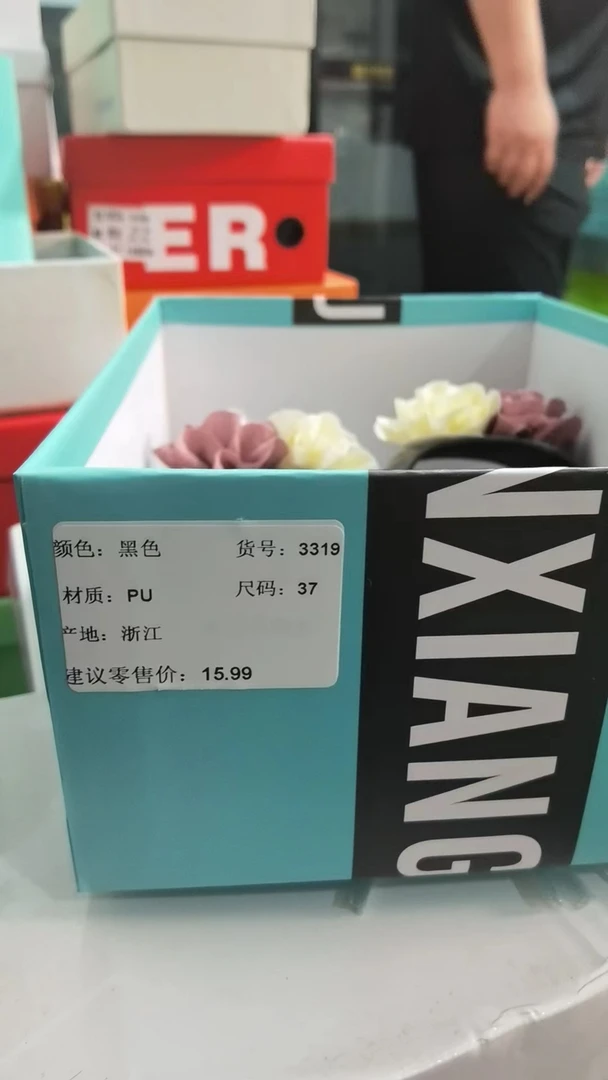 ER
J
颜色：黑色 货号：3319
材质：PU 尺码：37
产地：浙江
建议零售价：15.99
NXIANG